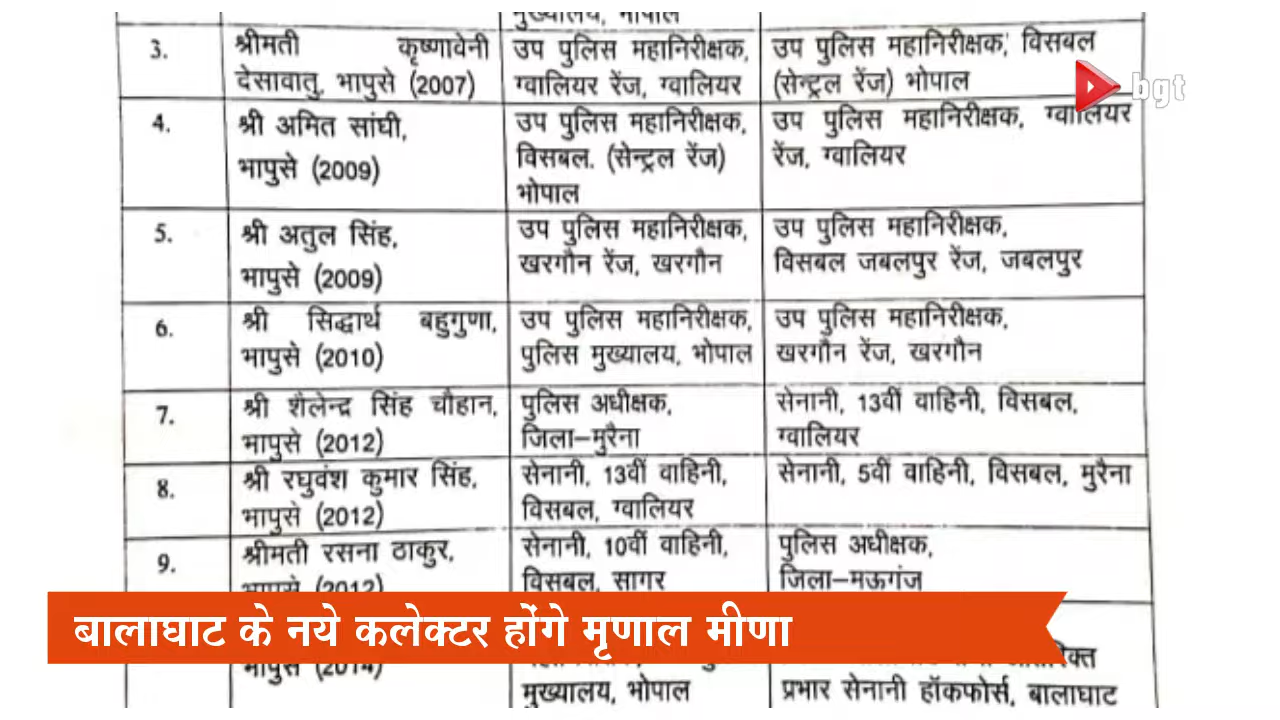 मुख्यालय, भोपाल
3. श्रीमती कृष्णावेनी उप पुलिस महानिरीक्षक, उप पुलिस महानिरीक्षक, विसबल
देसावातु, भापुसे (2007) ग्वालियर रेंज, ग्वालियर (सेन्ट्रल रेंज) भोपाल
bgt
4. श्री अमित सांघी, उप पुलिस महानिरीक्षक, उप पुलिस महानिरीक्षक, ग्वालियर
भापुसे (2009) विसबल. (सेन्ट्रल रेंज) रेंज, ग्वालियर
भोपाल
5. श्री अतुल सिंह, उप पुलिस महानिरीक्षक, उप पुलिस महानिरीक्षक,
भापुसे (2009) खरगौन रेंज, खरगौन विसबल जबलपुर रेंज, जबलपुर
6. श्री सिद्धार्थ बहुगुणा, उप पुलिस महानिरीक्षक, उप पुलिस महानिरीक्षक,
भापुसे (2010) पुलिस मुख्यालय, भोपाल खरगौन रेंज, खरगौन
7. श्री शैलेन्द्र सिंह चौहान, पुलिस अधीक्षक, सेनानी, 13वीं वाहिनी, विसबल,
भापुसे (2012) जिला–मुरैना ग्वालियर
8. श्री रघुवंश कुमार सिंह, सेनानी, 13वीं वाहिनी, सेनानी, 5वीं वाहिनी, विसबल, मुरैना
भापुसे (2012) विसबल, ग्वालियर
9. श्रीमती रसना ठाकुर, सेनानी, 10वीं वाहिनी, पुलिस अधीक्षक,
भापुसे (2012) विसबल, सागर जिला–मऊगंज
बालाघाट के नये कलेक्टर होंगे मृणाल मीणा
भापुसे (2014)
मुख्यालय, भोपाल प्रभार सेनानी हॉकफोर्स, बालाघाट